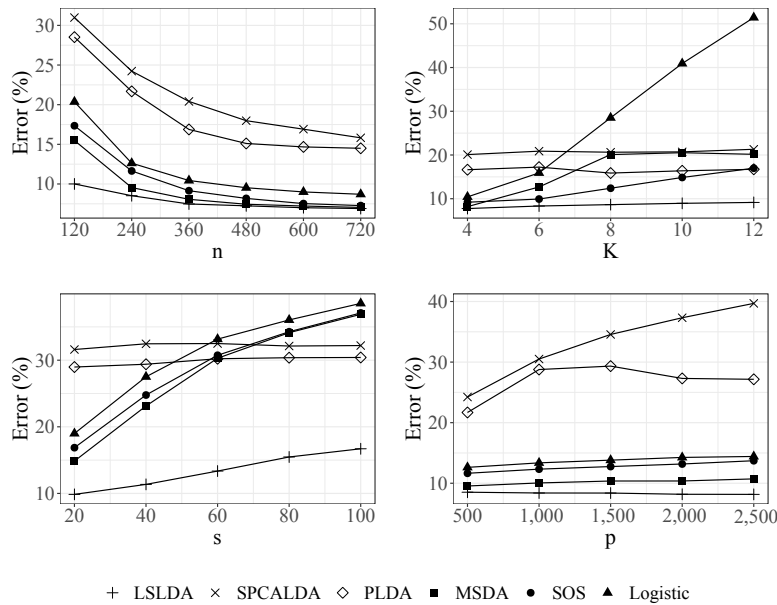 30
25
20
15
10
Error (%)
120 240 360 480 600 720
n
50
40
30
20
10
Error (%)
4 6 8 10 12
K
30
20
10
Error (%)
20 40 60 80 100
s
40
30
20
10
Error (%)
500 1,000 1,500 2,000 2,500
p
LSLDA SPCALDA PLDA MSDA SOS Logistic